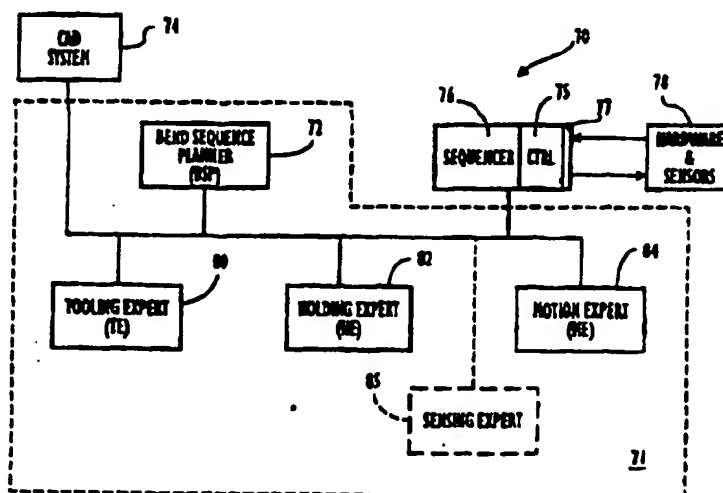 CAD
SYSTEM
74
70
76
75
77
78
SEQUENCER
CTRL
HARDWARE
&
SENSORS
BEND SEQUENCE
PLANNER
(BSP)
72
80
TOOLING EXPERT
(TE)
82
HOLDING EXPERT
(HE)
84
MOTION EXPERT
(ME)
85
SENSING EXPERT
71